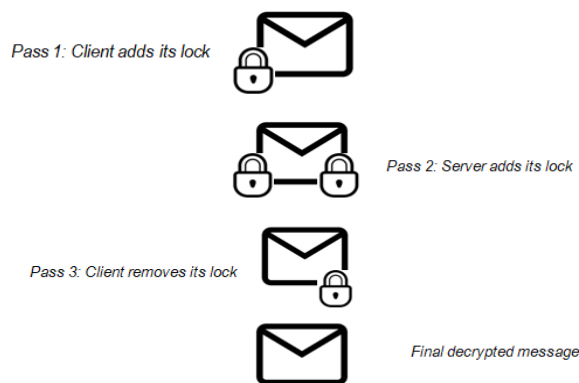 Pass 1: Client adds its lock
Pass 2: Server adds its lock
Pass 3: Client removes its lock
Final decrypted message